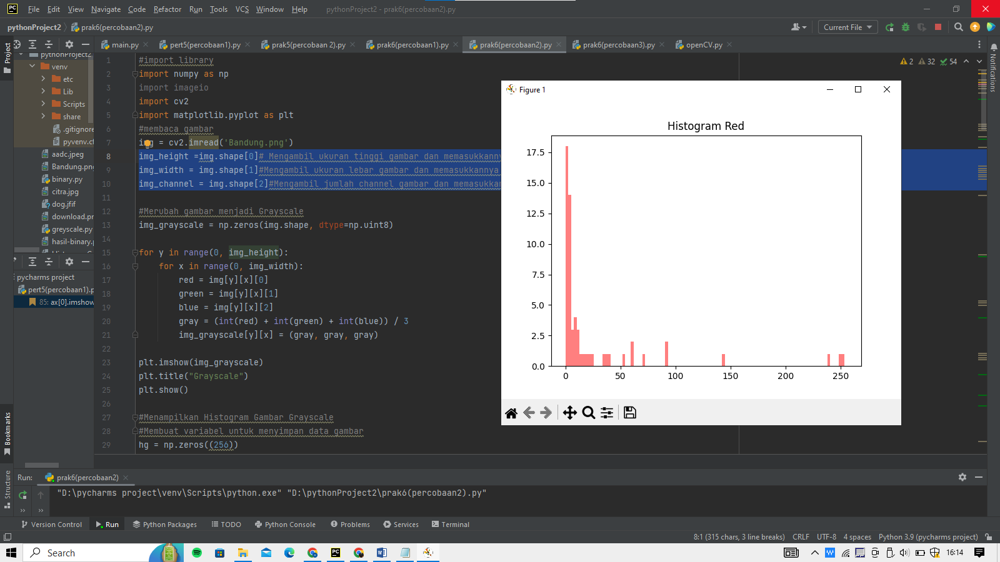 PC File Edit View Navigate Code Refactor Run Tools VCS Window Help pythonProject2 - prak6(percobaan2).py
pythonProject2 prak6(percobaan2).py Current File
main.py pert5(percobaan1).py prak5(percobaan 2).py prak6(percobaan1).py prak6(percobaan2).py prak6(percobaan3).py openCV.py
Project
Notifications
pythonProject2
venv
etc
Lib
Scripts
share
.gitignore
pyvenv.cf
aadc.jpeg
Bandung.png
binary.py
citra.jpg
dog.jfif
download.pr
greyscale.py
hasil-binary.
pycharms project
pert5(percobaan1).p
85: ax[0].imshow
Bookmarks
Structure
2 32 54
1 #import library
2 import numpy as np
3 import imageio
4 import cv2
5 import matplotlib.pyplot as plt
6 #membaca gambar
7 img = cv2.imread('Bandung.png')
8 img_height =img.shape[0]# Mengambil ukuran tinggi gambar dan memasukkanny
9 img_width = img.shape[1]#Mengambil ukuran lebar gambar dan memasukkannya
10 img_channel = img.shape[2]#Mengambil jumlah channel gambar dan memasukkan
11
12 #Merubah gambar menjadi Grayscale
13 img_grayscale = np.zeros(img.shape, dtype=np.uint8)
14
15 for y in range(0, img_height):
16 for x in range(0, img_width):
17 red = img[y][x][0]
18 green = img[y][x][1]
19 blue = img[y][x][2]
20 gray = (int(red) + int(green) + int(blue)) / 3
21 img_grayscale[y][x] = (gray, gray, gray)
22
23 plt.imshow(img_grayscale)
24 plt.title("Grayscale")
25 plt.show()
26
27 #Menampilkan Histogram Gambar Grayscale
28 #Membuat variabel untuk menyimpan data gambar
29 hg = np.zeros((256))
Figure 1
Histogram Red
17.5
15.0
12.5
10.0
7.5
5.0
2.5
0.0
0 50 100 150 200 250
Run: prak6(percobaan2)
"D:\pycharms project\venv\Scripts\python.exe" "D:\pythonProject2\prak6(percobaan2).py"
Version Control Run Python Packages TODO Python Console Problems Services Terminal
8:1 (315 chars, 3 line breaks) CRLF UTF-8 4 spaces Python 3.9 (pycharms project)
Search 16:14